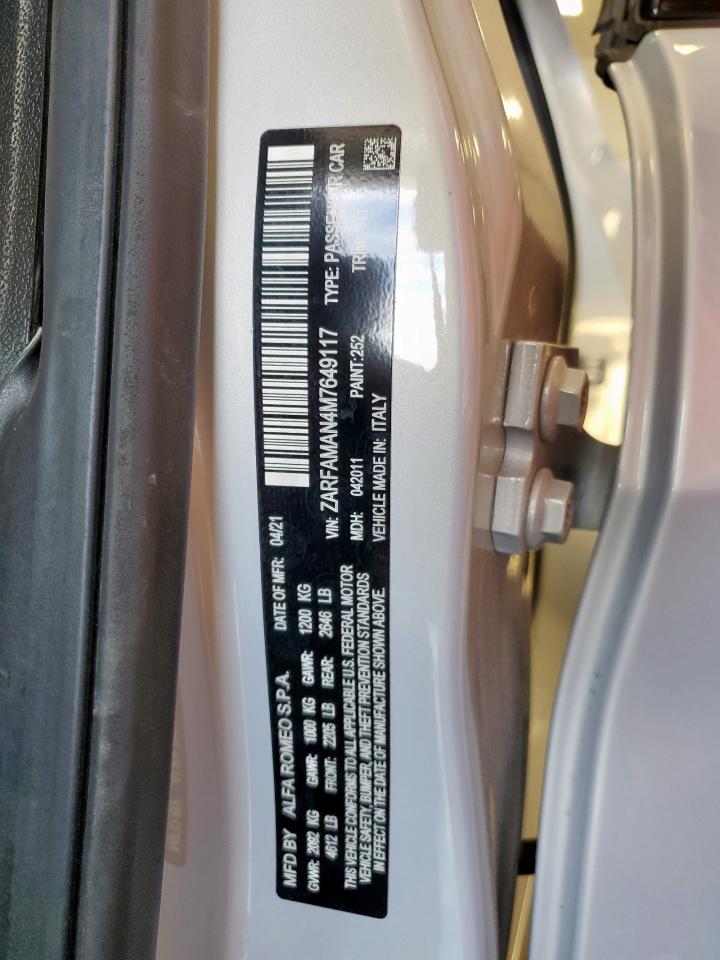 MFD BY ALFA ROMEO S.P.A. DATE OF MFR: 04/21
GVWR: 2092 KG GAWR: 1000 KG GAWR: 1200 KG
4612 LB FRONT: 2205 LB REAR: 2646 LB
THIS VEHICLE CONFORMS TO ALL APPLICABLE U.S. FEDERAL MOTOR
VEHICLE SAFETY, BUMPER, AND THEFT PREVENTION STANDARDS
IN EFFECT ON THE DATE OF MANUFACTURE SHOWN ABOVE.
VIN: ZARFAMAN4M7649117 TYPE: PASSENGER CAR
MDH: 042011 PAINT:252
VEHICLE MADE IN: ITALY